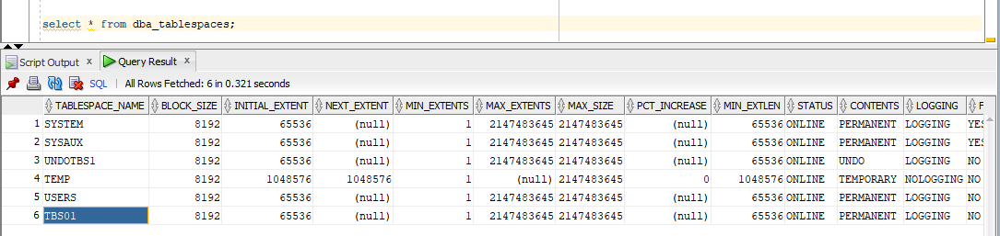 select * from dba_tablespaces;
Script Output x Query Result x
SQL | All Rows Fetched: 6 in 0.321 seconds
TABLESPACE_NAME BLOCK_SIZE INITIAL_EXTENT NEXT_EXTENT MIN_EXTENTS MAX_EXTENTS MAX_SIZE PCT_INCREASE MIN_EXTLEN STATUS CONTENTS LOGGING F
1 SYSTEM 8192 65536 (null) 1 2147483645 2147483645 (null) 65536 ONLINE PERMANENT LOGGING YES
2 SYSAUX 8192 65536 (null) 1 2147483645 2147483645 (null) 65536 ONLINE PERMANENT LOGGING YES
3 UNDOTBS1 8192 65536 (null) 1 2147483645 2147483645 (null) 65536 ONLINE UNDO LOGGING NO
4 TEMP 8192 1048576 1048576 1 (null) 2147483645 0 1048576 ONLINE TEMPORARY NOLOGGING NO
5 USERS 8192 65536 (null) 1 2147483645 2147483645 (null) 65536 ONLINE PERMANENT LOGGING NO
6 TBS01 8192 65536 (null) 1 2147483645 2147483645 (null) 65536 ONLINE PERMANENT LOGGING NO